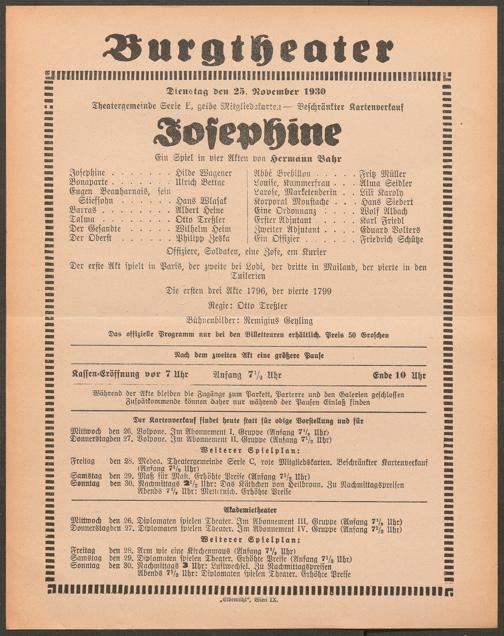 Burgtheater
Dienstag den 25. November 1930
Theatergemeinde Serie E, gelbe Mitgliedskarten — Beschränkter Kartenverkauf
Josephine
Ein Spiel in vier Akten von Hermann Bahr
Josephine . . . . . . . Hilde Wagener
Bonaparte . . . . . . . Ulrich Bettac
Eugen Beauharnais, sein
Stiefsohn . . . . . . Hans Wlasak
Barras . . . . . . . . Albert Heine
Talma . . . . . . . . Otto Treßler
Der Gesandte . . . . . Wilhelm Heim
Der Oberst . . . . . . Philipp Zeska
Abbé Brebillon . . . . . Fritz Müller
Louise, Kammerfrau . . . Alma Seidler
Larose, Marketenderin . . Lili Karoly
Korporal Moustache . . . Hans Siebert
Eine Ordonnanz . . . . Wolf Albach
Erster Adjutant . . . . Karl Friedl
Zweiter Adjutant . . . . Eduard Volters
Ein Offizier . . . . . Friedrich Schütze
Offiziere, Soldaten, eine Zofe, ein Kurier
Der erste Akt spielt in Paris, der zweite bei Lodi, der dritte in Mailand, der vierte in den
Tuilerien
Die ersten drei Akte 1796, der vierte 1799
Regie: Otto Treßler
Bühnenbilder: Remigius Geyling
Das offizielle Programm nur bei den Billetteuren erhältlich. Preis 50 Groschen
Nach dem zweiten Akt eine größere Pause
Kassen-Eröffnung vor 7 Uhr Anfang 7½ Uhr Ende 10 Uhr
Während der Akte bleiben die Zugänge zum Parkett, Parterre und den Galerien geschlossen
Zuspätkommende können daher nur während der Pausen Einlaß finden
Der Kartenverkauf findet heute statt für obige Vorstellung und für
Mittwoch den 26. Volpone. Im Abonnement I. Gruppe (Anfang 7½ Uhr)
Donnerstag den 27. Volpone. Im Abonnement II. Gruppe (Anfang 7½ Uhr)
Weiterer Spielplan:
Freitag den 28. Medea. Theatergemeinde Serie C, rote Mitgliedskarten. Beschränkter Kartenverkauf
(Anfang 7½ Uhr)
Samstag den 29. Maß für Maß. Erhöhte Preise (Anfang 7½ Uhr)
Sonntag den 30. Nachmittags 2½ Uhr: Das Käthchen von Heilbronn. Zu Nachmittagspreisen
Abends 7½ Uhr: Metternich. Erhöhte Preise
Akademietheater
Mittwoch den 26. Diplomaten spielen Theater. Im Abonnement III. Gruppe (Anfang 7½ Uhr)
Donnerstag den 27. Diplomaten spielen Theater. Im Abonnement IV. Gruppe (Anfang 7½ Uhr)
Weiterer Spielplan:
Freitag den 28. Arm wie eine Kirchenmaus (Anfang 7½ Uhr)
Samstag den 29. Diplomaten spielen Theater. Erhöhte Preise (Anfang 7½ Uhr)
Sonntag den 30. Nachmittags 3 Uhr: Luftwechsel. Zu Nachmittagspreisen
Abends 7½ Uhr: Diplomaten spielen Theater. Erhöhte Preise
„Elbemühl", Wien IX.